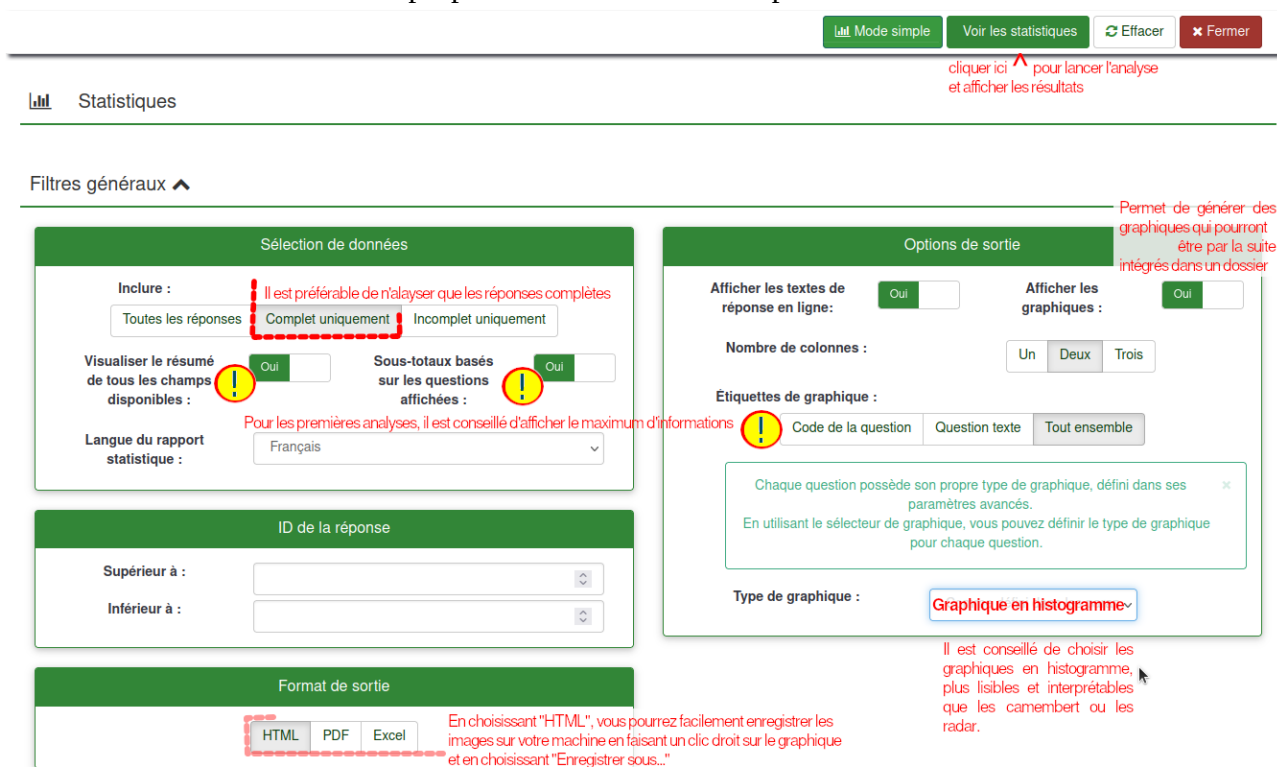 Mode simple
Voir les statistiques
Effacer
Fermer
cliquer ici ^ pour lancer l'analyse
et afficher les résultats
Statistiques
Filtres généraux
Permet de générer des
graphiques qui pourront
être par la suite
intégrés dans un dossier
Sélection de données
Inclure :
Il est préférable de n'alayser que les réponses complètes
Toutes les réponses
Complet uniquement
Incomplet uniquement
Visualiser le résumé
de tous les champs
disponibles :
Oui
!
Sous-totaux basés
sur les questions
affichées :
Oui
!
Pour les premières analyses, il est conseillé d'afficher le maximum d'informations
Langue du rapport
statistique :
Français
ID de la réponse
Supérieur à :
Inférieur à :
Format de sortie
HTML
PDF
Excel
En choisissant "HTML", vous pourrez facilement enregistrer les
images sur votre machine en faisant un clic droit sur le graphique
et en choisissant "Enregistrer sous..."
Options de sortie
Afficher les textes de
réponse en ligne:
Oui
Afficher les
graphiques :
Oui
Nombre de colonnes :
Un
Deux
Trois
Étiquettes de graphique :
!
Code de la question
Question texte
Tout ensemble
Chaque question possède son propre type de graphique, défini dans ses
paramètres avancés.
En utilisant le sélecteur de graphique, vous pouvez définir le type de graphique
pour chaque question.
×
Type de graphique :
Graphique en histogramme
Il est conseillé de choisir les
graphiques en histogramme,
plus lisibles et interprétables
que les camembert ou les
radar.